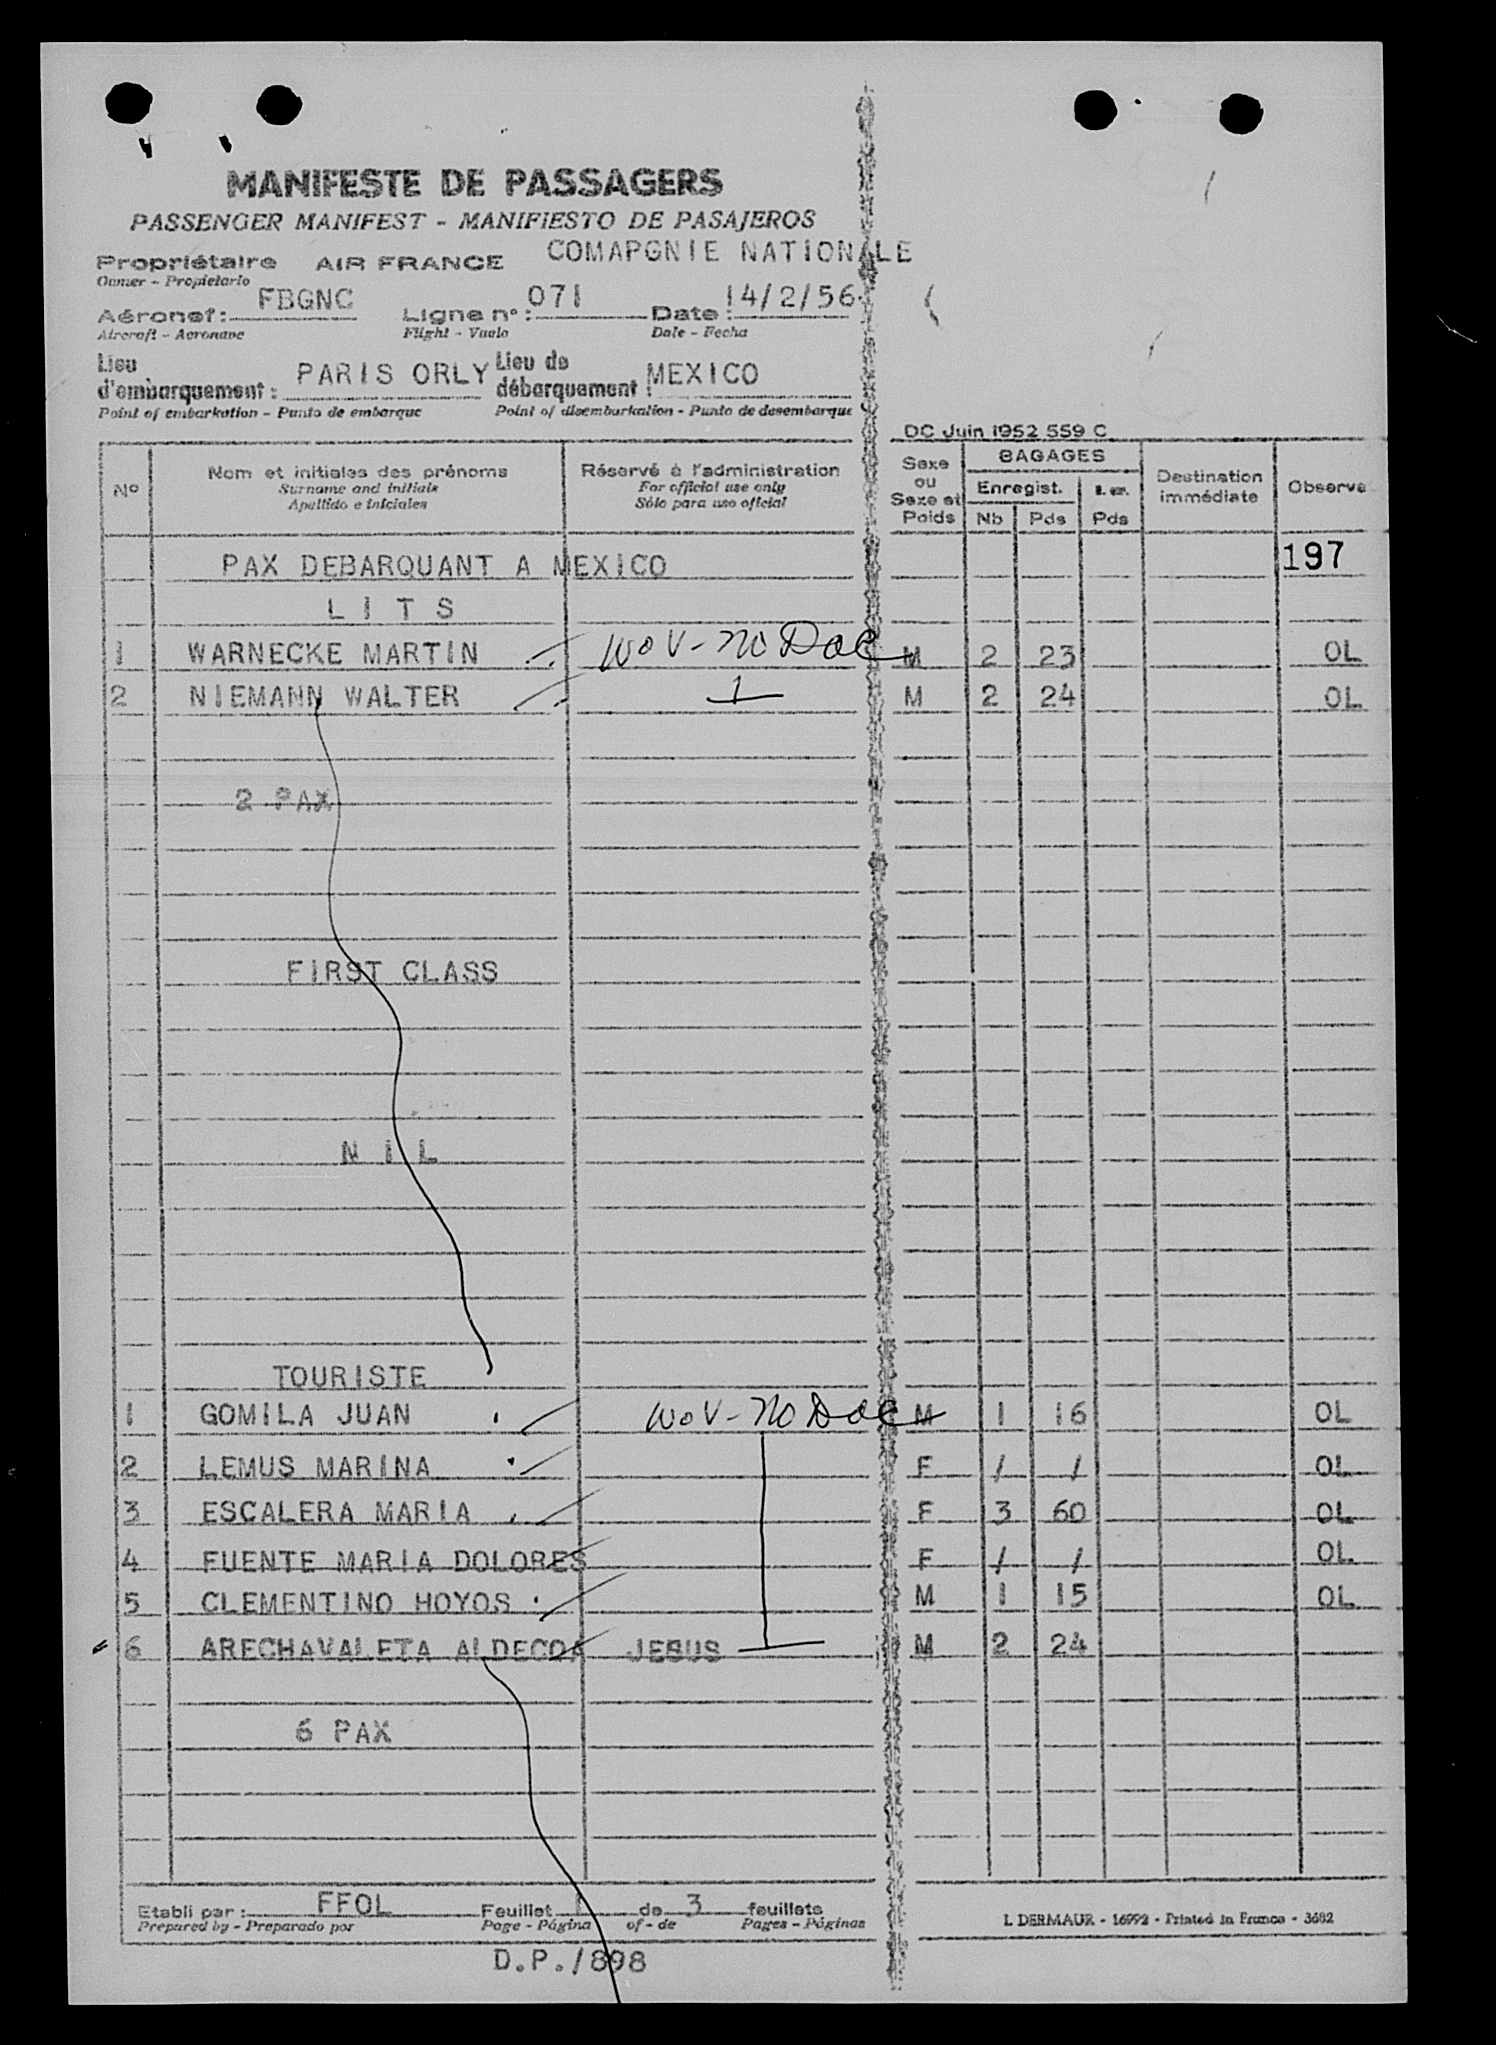 MANIFESTE DE PASSAGERS
PASSENGER MANIFEST - MANIFIESTO DE PASAJEROS
Propriétaire AIR FRANCE COMAPGNIE NATIONALE
Owner - Propietario
Aéronef: FBGNC Ligne n°: 071 Date: 14/2/56
Aircraft - Aeronave Flight - Vuelo Date - Fecha
Lieu d'embarquement: PARIS ORLY Lieu de débarquement: MEXICO
Point of embarkation - Punto de embarque Point of disembarkation - Punto de desembarque
DC Juin 1952 559 C
N° Nom et initiales des prénoms Réservé à l'administration Sexe ou Sexe et Poids BAGAGES Destination immédiate Observe
Surname and initials For official use only Enregist.
Apellido e iniciales Sólo para uso oficial Nb Pds Pds
PAX DEBARQUANT A MEXICO 197
LITS
1 WARNECKE MARTIN WOV-NO Doc M 2 23 OL
2 NIEMANN WALTER M 2 24 OL
2 PAX
FIRST CLASS
NIL
TOURISTE
1 GOMILA JUAN WOV-NO Doc M 1 16 OL
2 LEMUS MARINA F / / OL
3 ESCALERA MARIA F 3 60 OL
4 FUENTE MARIA DOLORES F / / OL
5 CLEMENTINO HOYOS M 1 15 OL
6 ARECHAVALETA ALDECOA JESUS M 2 24
6 PAX
Etabli par: FFOL Feuillet 1 de 3 feuillets
Prepared by - Preparado por Page - Página of - de Pages - Páginas
L DERMAUR - 16992 - Printed in France - 3682
D.P./898